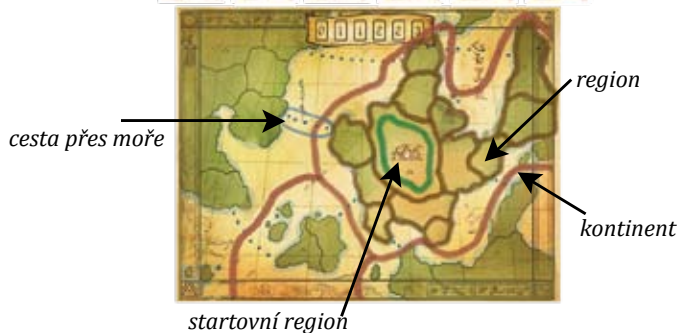 region
cesta přes moře
kontinent
startovní region